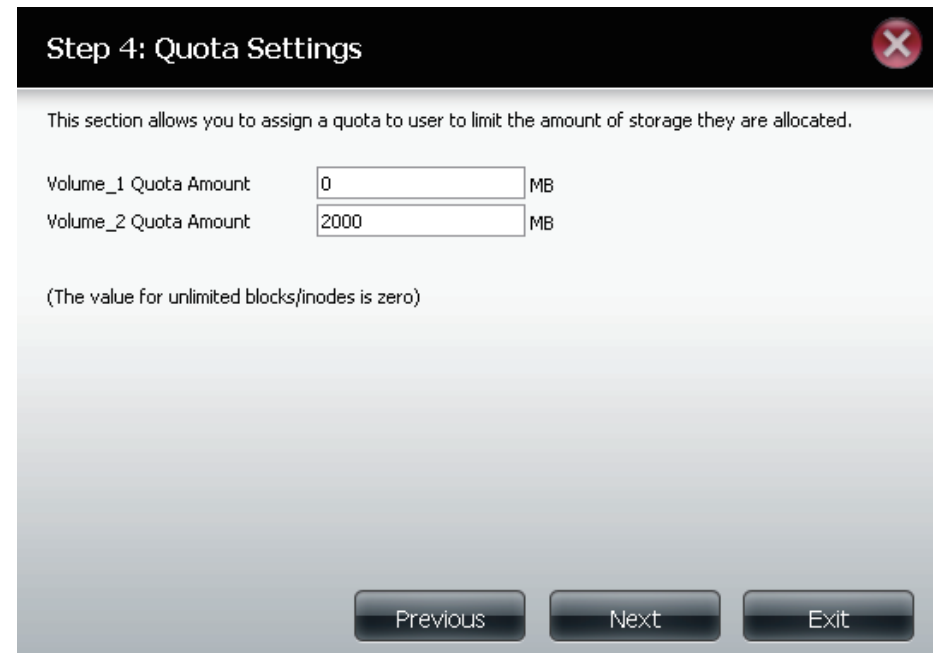 Step 4: Quota Settings
This section allows you to assign a quota to user to limit the amount of storage they are allocated.
Volume_1 Quota Amount 0 MB
Volume_2 Quota Amount 2000 MB
(The value for unlimited blocks/inodes is zero)
Previous Next Exit